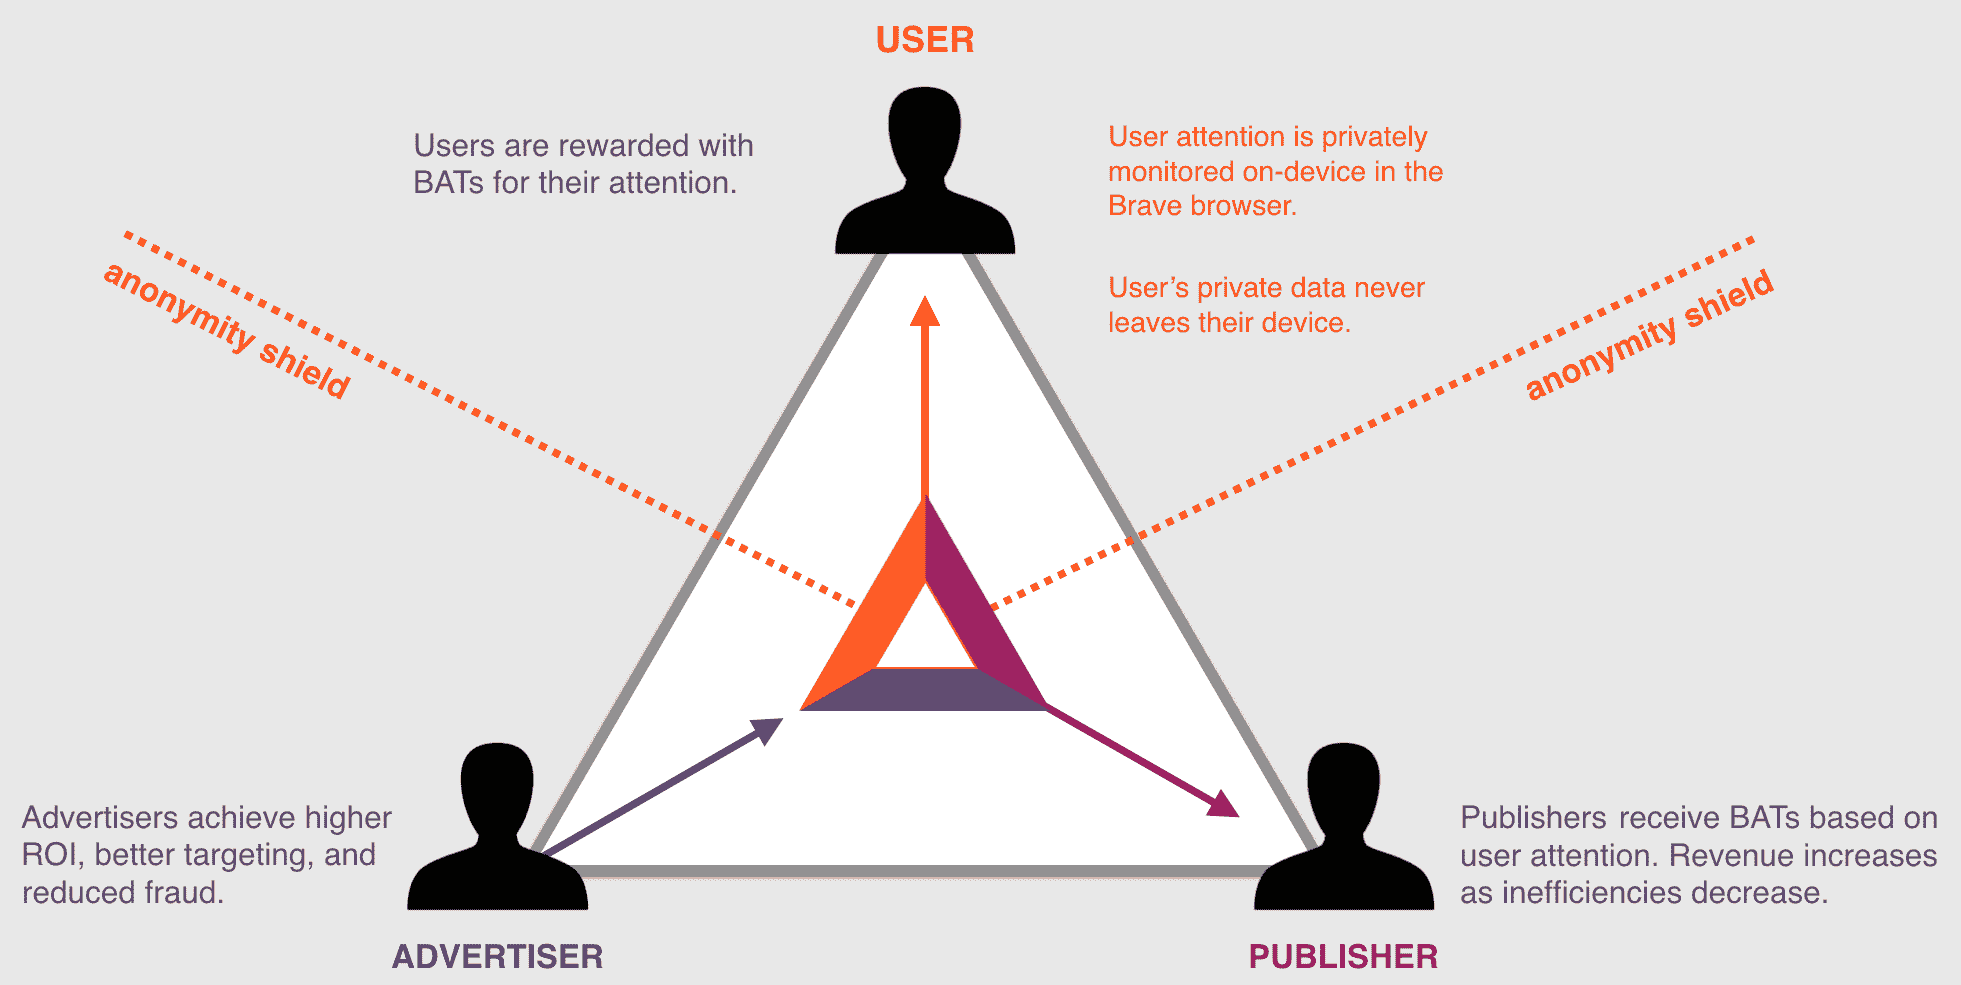 USER
Users are rewarded with
BATs for their attention.
User attention is privately
monitored on-device in the
Brave browser.
User’s private data never
leaves their device.
anonymity shield
anonymity shield
Advertisers achieve higher
ROI, better targeting, and
reduced fraud.
ADVERTISER
Publishers receive BATs based on
user attention. Revenue increases
as inefficiencies decrease.
PUBLISHER